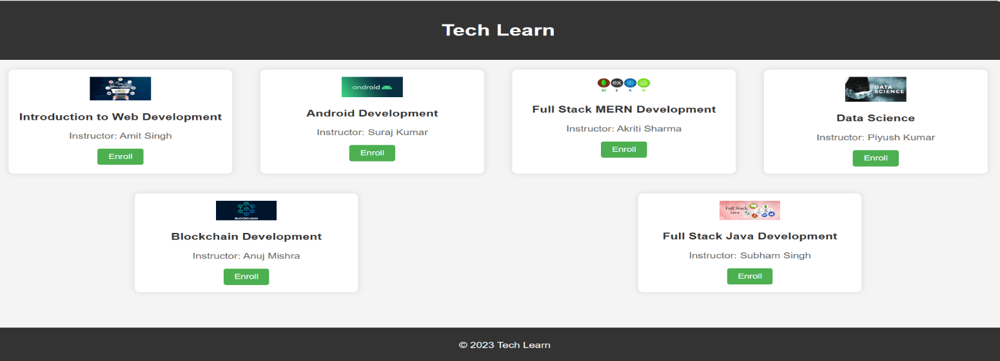 Tech Learn
Introduction to Web Development
Instructor: Amit Singh
Enroll
android
Android Development
Instructor: Suraj Kumar
Enroll
ex
M E R N
Full Stack MERN Development
Instructor: Akriti Sharma
Enroll
DATA
SCIENCE
Data Science
Instructor: Piyush Kumar
Enroll
BLOCKCHAIN
Blockchain Development
Instructor: Anuj Mishra
Enroll
Full Stack
Java
Full Stack Java Development
Instructor: Subham Singh
Enroll
© 2023 Tech Learn